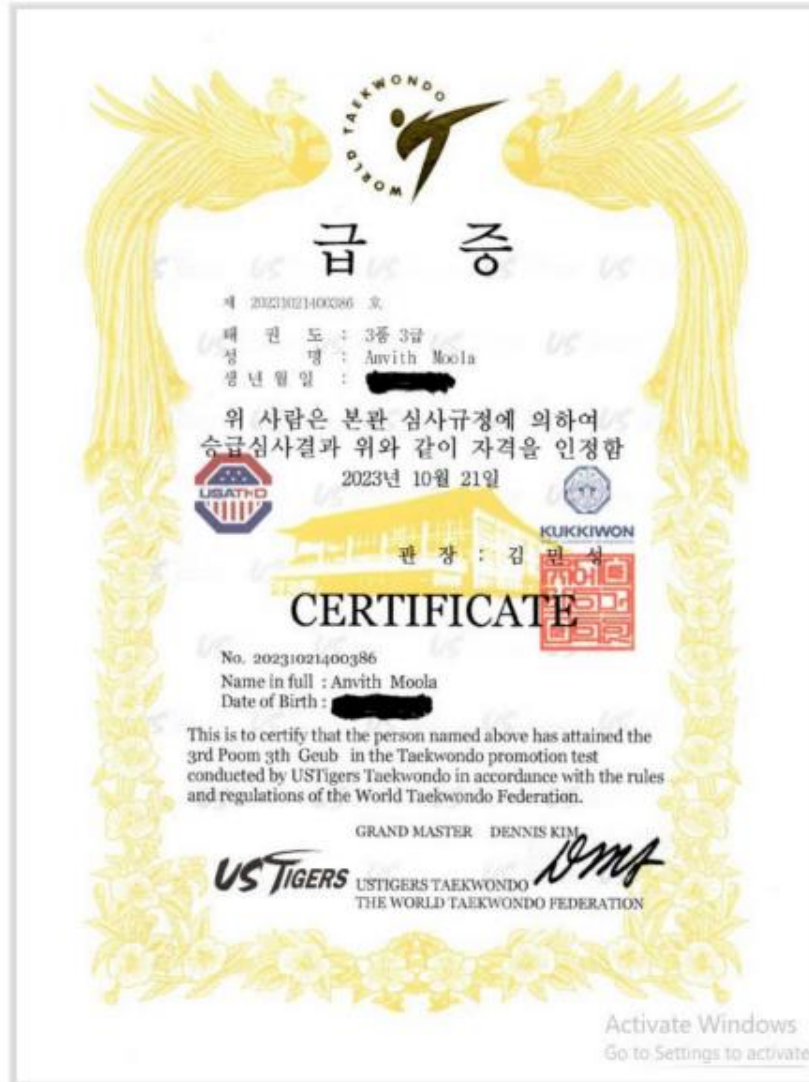 WORLD TAEKWONDO
급 증
제 20231021400386 호
태 권 도 : 3품 3급
성 명 : Anvith Moola
생 년 월 일 :
위 사람은 본관 심사규정에 의하여
승급심사결과 위와 같이 자격을 인정함
2023년 10월 21일
USATKD
KUKKIWON
관 장 : 김 민 성
CERTIFICATE
No. 20231021400386
Name in full : Anvith Moola
Date of Birth :
This is to certify that the person named above has attained the
3rd Poom 3th Geub in the Taekwondo promotion test
conducted by USTigers Taekwondo in accordance with the rules
and regulations of the World Taekwondo Federation.
GRAND MASTER DENNIS KIM
US TIGERS
USTIGERS TAEKWONDO
THE WORLD TAEKWONDO FEDERATION
Activate Windows
Go to Settings to activate